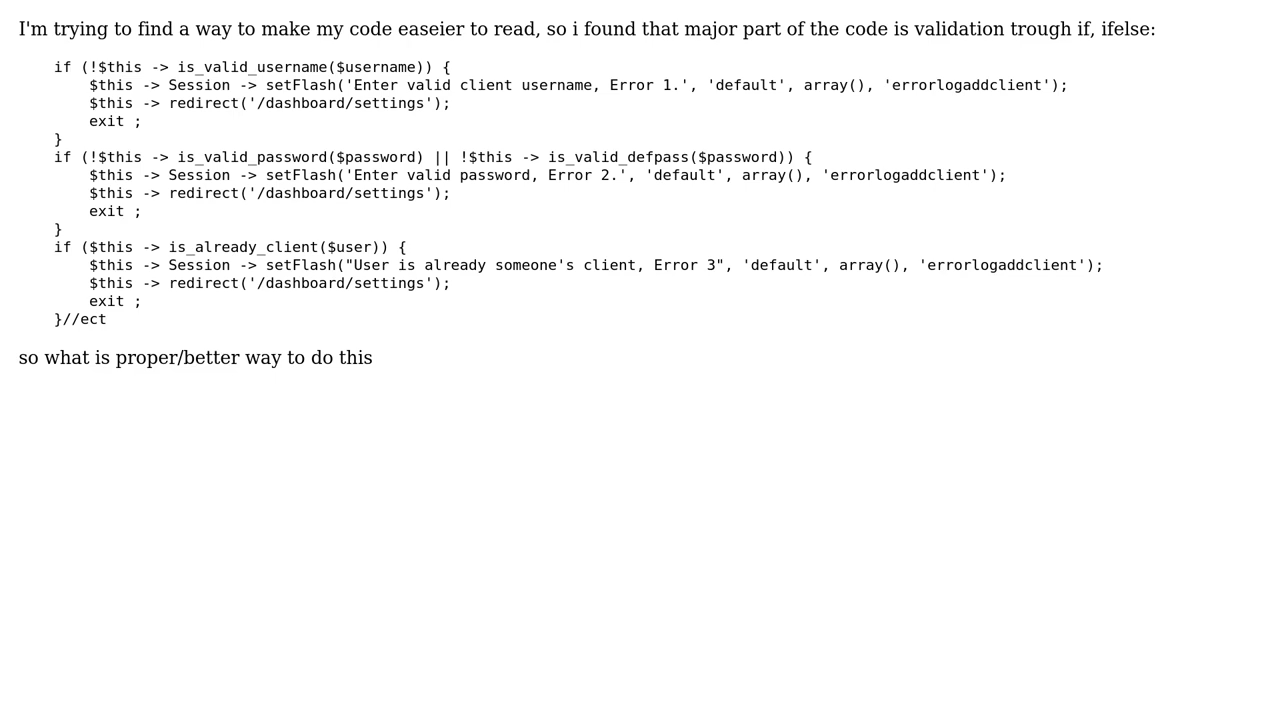 I'm trying to find a way to make my code easeier to read, so i found that major part of the code is validation trough if, ifelse:
if (!$this -> is_valid_username($username)) {
    $this -> Session -> setFlash('Enter valid client username, Error 1.', 'default', array(), 'errorlogaddclient');
    $this -> redirect('/dashboard/settings');
    exit ;
}
if (!$this -> is_valid_password($password) || !$this -> is_valid_defpass($password)) {
    $this -> Session -> setFlash('Enter valid password, Error 2.', 'default', array(), 'errorlogaddclient');
    $this -> redirect('/dashboard/settings');
    exit ;
}
if ($this -> is_already_client($user)) {
    $this -> Session -> setFlash("User is already someone's client, Error 3", 'default', array(), 'errorlogaddclient');
    $this -> redirect('/dashboard/settings');
    exit ;
}//ect
so what is proper/better way to do this